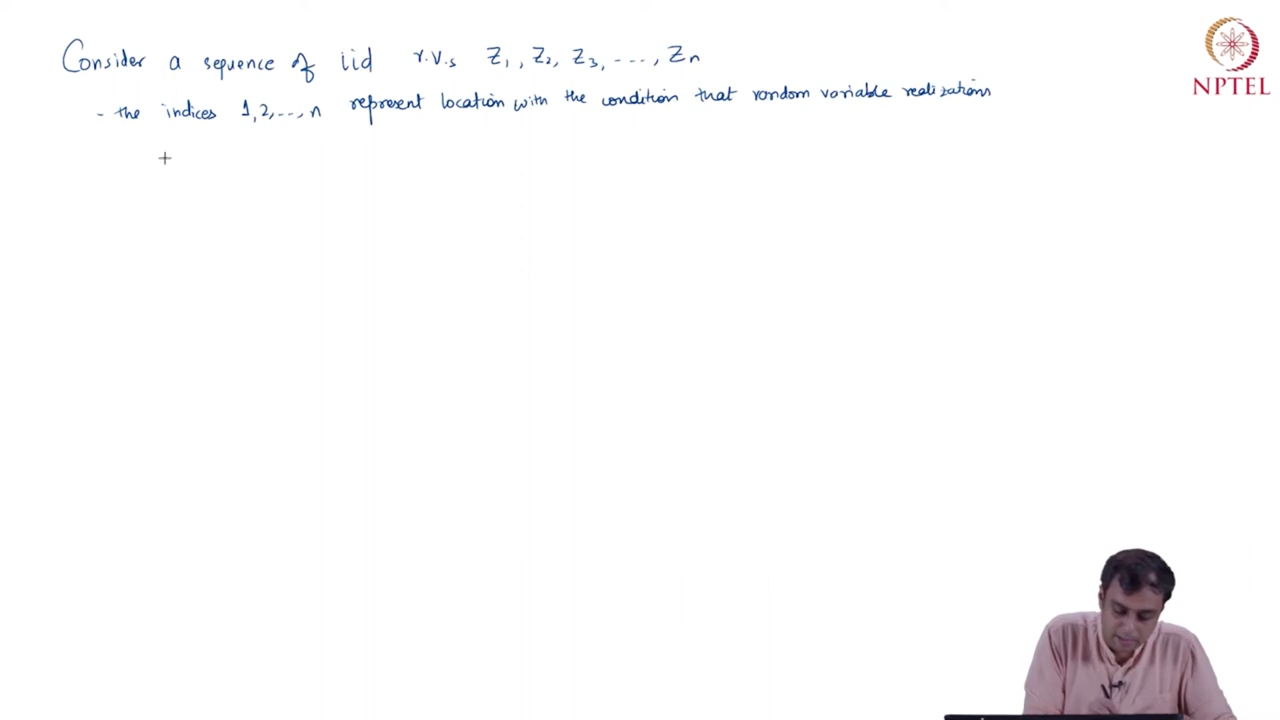 Consider a sequence of iid r.v.s Z₁, Z₂, Z₃, ...., Zn
- the indices 1,2,...,n represent location with the condition that random variable realizations
NPTEL